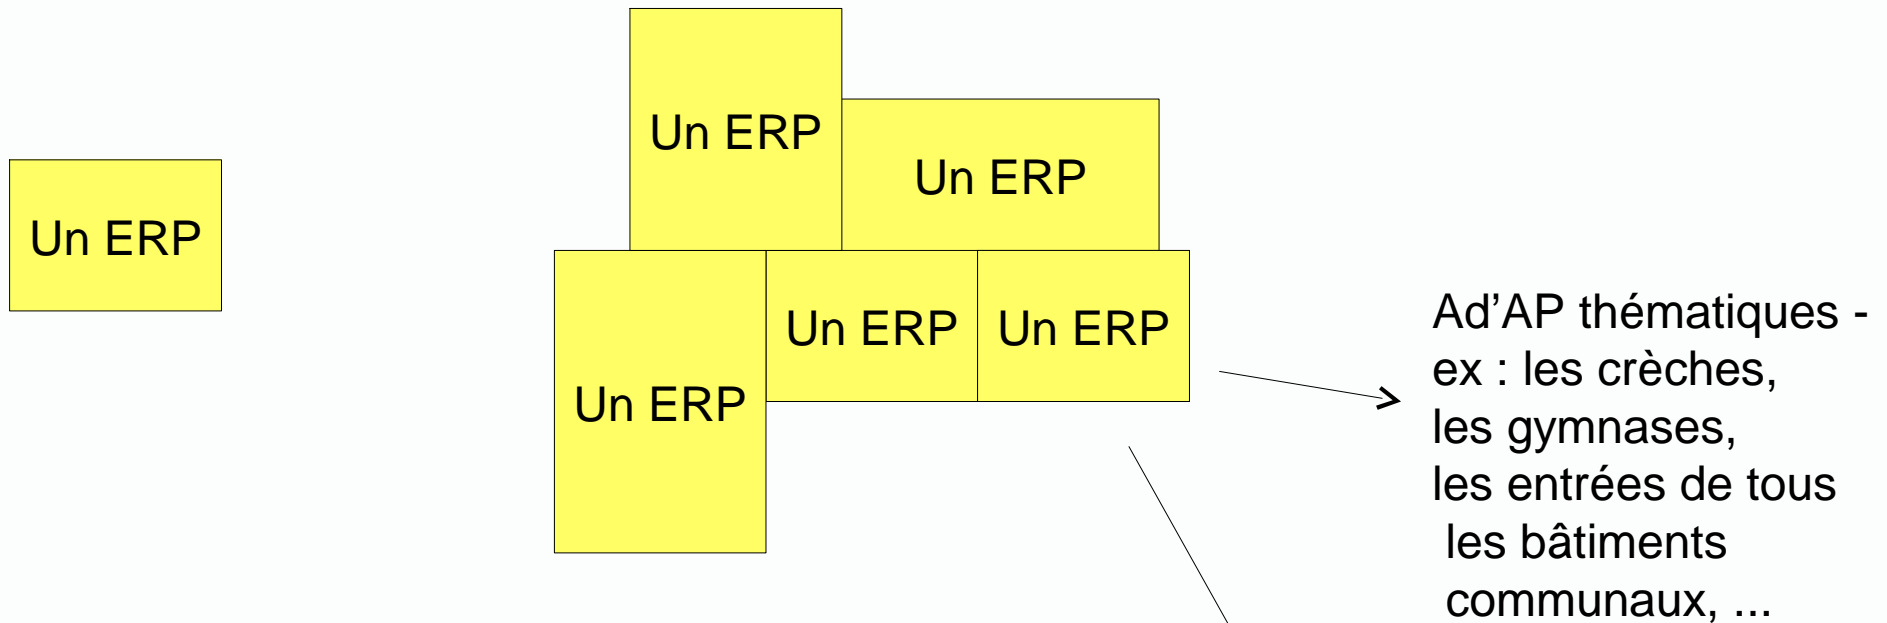 Un ERP
Un ERP
Un ERP
Un ERP
Un ERP
Un ERP
Ad'AP thématiques -
ex : les crèches,
les gymnases,
les entrées de tous
les bâtiments
communaux, ...